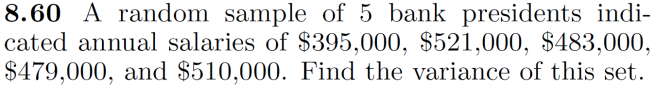 8.60 A random sample of 5 bank presidents indi-
cated annual salaries of $395,000, $521,000, $483,000,
$479,000, and $510,000. Find the variance of this set.